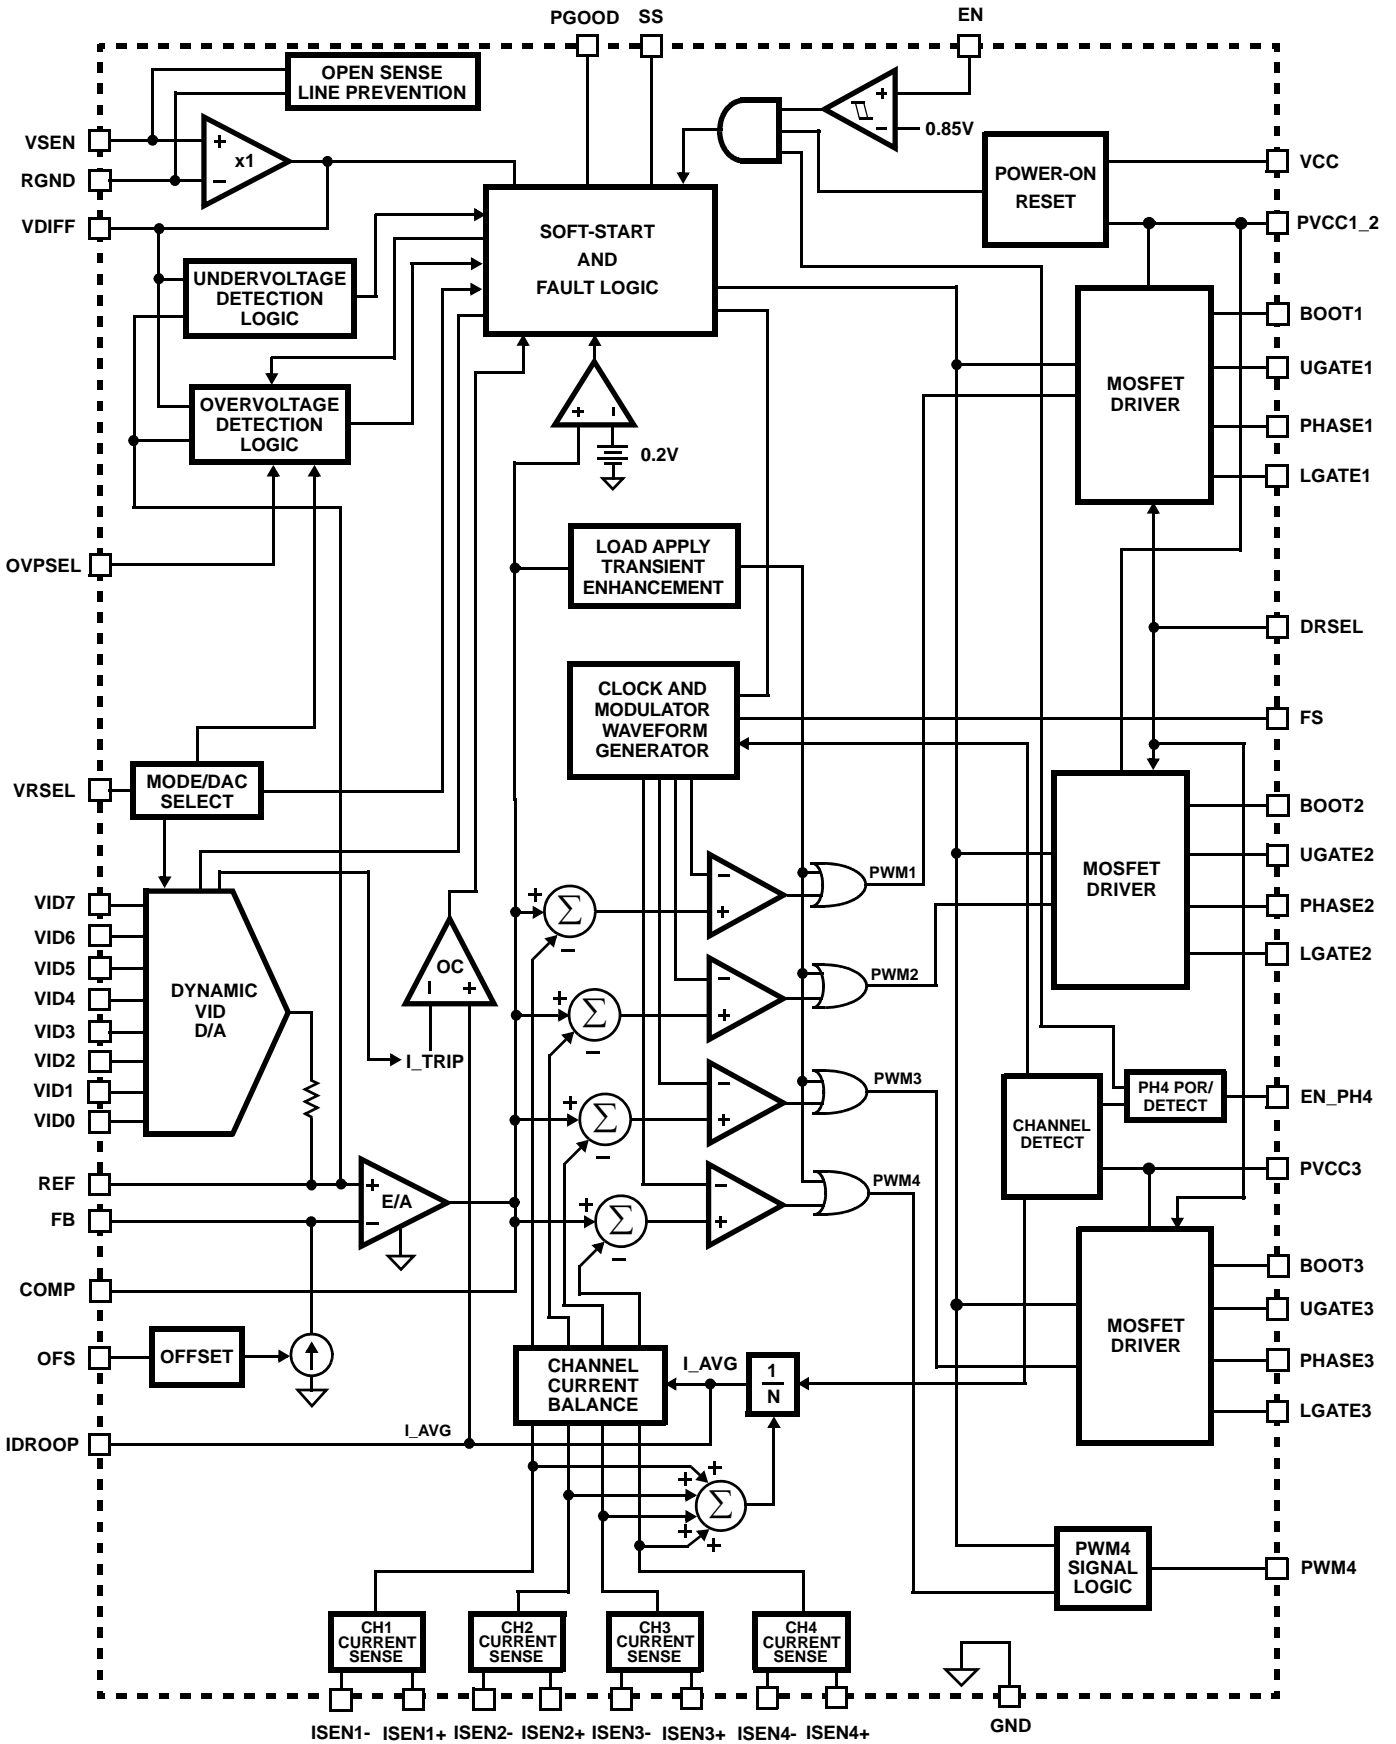 PGOOD SS EN
OPEN SENSE
LINE PREVENTION
VSEN
+
x1
−
RGND
VDIFF
+
−
0.85V
POWER-ON
RESET
VCC
PVCC1_2
SOFT-START
AND
FAULT LOGIC
UNDERVOLTAGE
DETECTION
LOGIC
OVERVOLTAGE
DETECTION
LOGIC
+ −
0.2V
MOSFET
DRIVER
BOOT1
UGATE1
PHASE1
LGATE1
OVPSEL
LOAD APPLY
TRANSIENT
ENHANCEMENT
DRSEL
CLOCK AND
MODULATOR
WAVEFORM
GENERATOR
FS
VRSEL
MODE/DAC
SELECT
MOSFET
DRIVER
BOOT2
UGATE2
PHASE2
LGATE2
VID7
VID6
VID5
VID4
VID3
VID2
VID1
VID0
DYNAMIC
VID
D/A
OC
− +
I_TRIP
+
Σ
−
−
+
PWM1
+
Σ
−
−
+
PWM2
+
Σ
−
−
+
PWM3
+
Σ
−
−
+
PWM4
CHANNEL
DETECT
PH4 POR/
DETECT
EN_PH4
PVCC3
REF
FB
+
E/A
−
COMP
OFS
OFFSET
MOSFET
DRIVER
BOOT3
UGATE3
PHASE3
LGATE3
CHANNEL
CURRENT
BALANCE
I_AVG
1
N
IDROOP
I_AVG
+
+
Σ
+
+
PWM4
SIGNAL
LOGIC
PWM4
CH1
CURRENT
SENSE
CH2
CURRENT
SENSE
CH3
CURRENT
SENSE
CH4
CURRENT
SENSE
ISEN1- ISEN1+ ISEN2- ISEN2+ ISEN3- ISEN3+ ISEN4- ISEN4+
GND